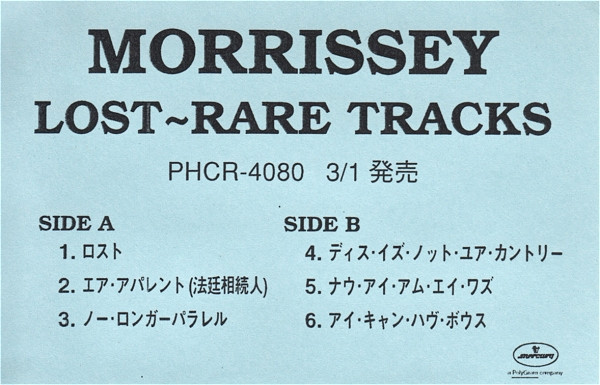 MORRISSEY
LOST~RARE TRACKS
PHCR-4080 3/1 発売
SIDE A
1. ロスト
2. エア・アパレント(法廷相続人)
3. ノー・ロンガーパラレル
SIDE B
4. ディス・イズ・ノット・ユア・カントリー
5. ナウ・アイ・アム・エイ・ワズ
6. アイ・キャン・ハヴ・ボウス
mercury
a PolyGram company